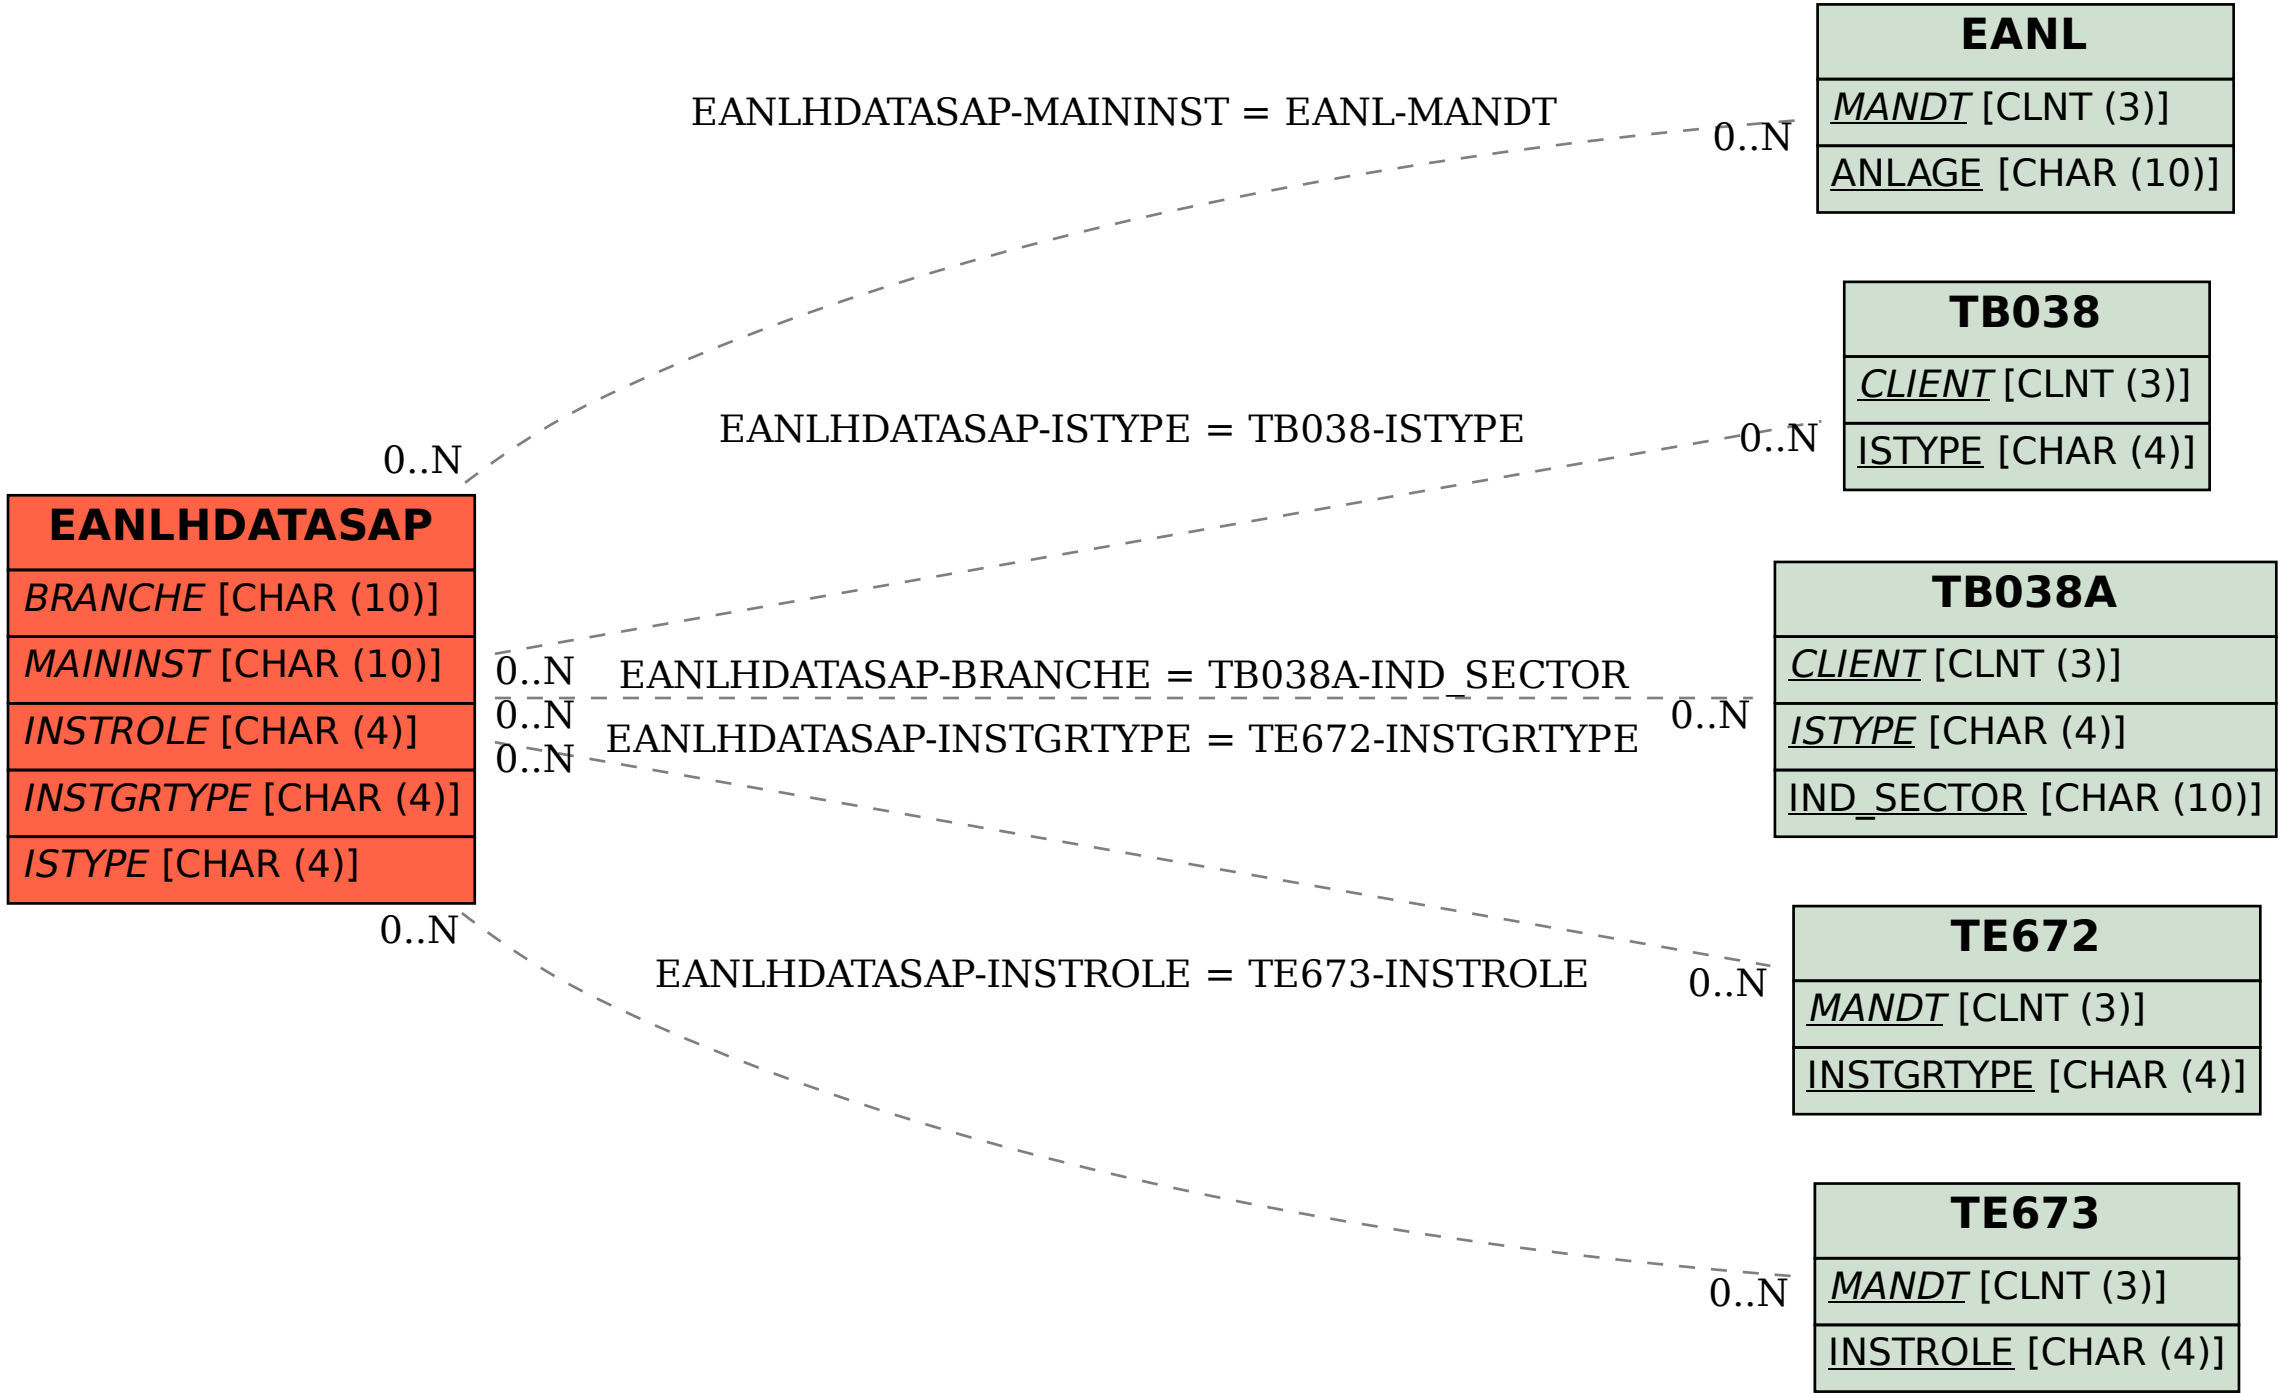 EANL
MANDT [CLNT (3)]
ANLAGE [CHAR (10)]
EANLHDATASAP-MAININST = EANL-MANDT
0..N
0..N
TB038
CLIENT [CLNT (3)]
ISTYPE [CHAR (4)]
EANLHDATASAP-ISTYPE = TB038-ISTYPE
0..N
0..N
EANLHDATASAP
BRANCHE [CHAR (10)]
MAININST [CHAR (10)]
INSTROLE [CHAR (4)]
INSTGRTYPE [CHAR (4)]
ISTYPE [CHAR (4)]
EANLHDATASAP-BRANCHE = TB038A-IND_SECTOR
0..N
0..N
TB038A
CLIENT [CLNT (3)]
ISTYPE [CHAR (4)]
IND_SECTOR [CHAR (10)]
EANLHDATASAP-INSTGRTYPE = TE672-INSTGRTYPE
0..N
0..N
TE672
MANDT [CLNT (3)]
INSTGRTYPE [CHAR (4)]
EANLHDATASAP-INSTROLE = TE673-INSTROLE
0..N
0..N
TE673
MANDT [CLNT (3)]
INSTROLE [CHAR (4)]